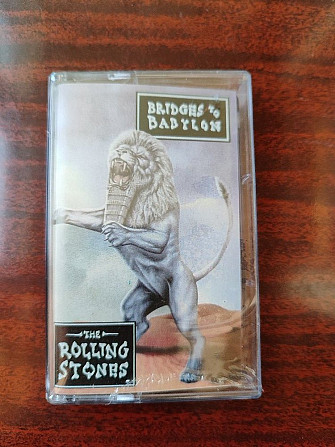 BRIDGES TO
BABYLON
THE
ROLLING
STONES